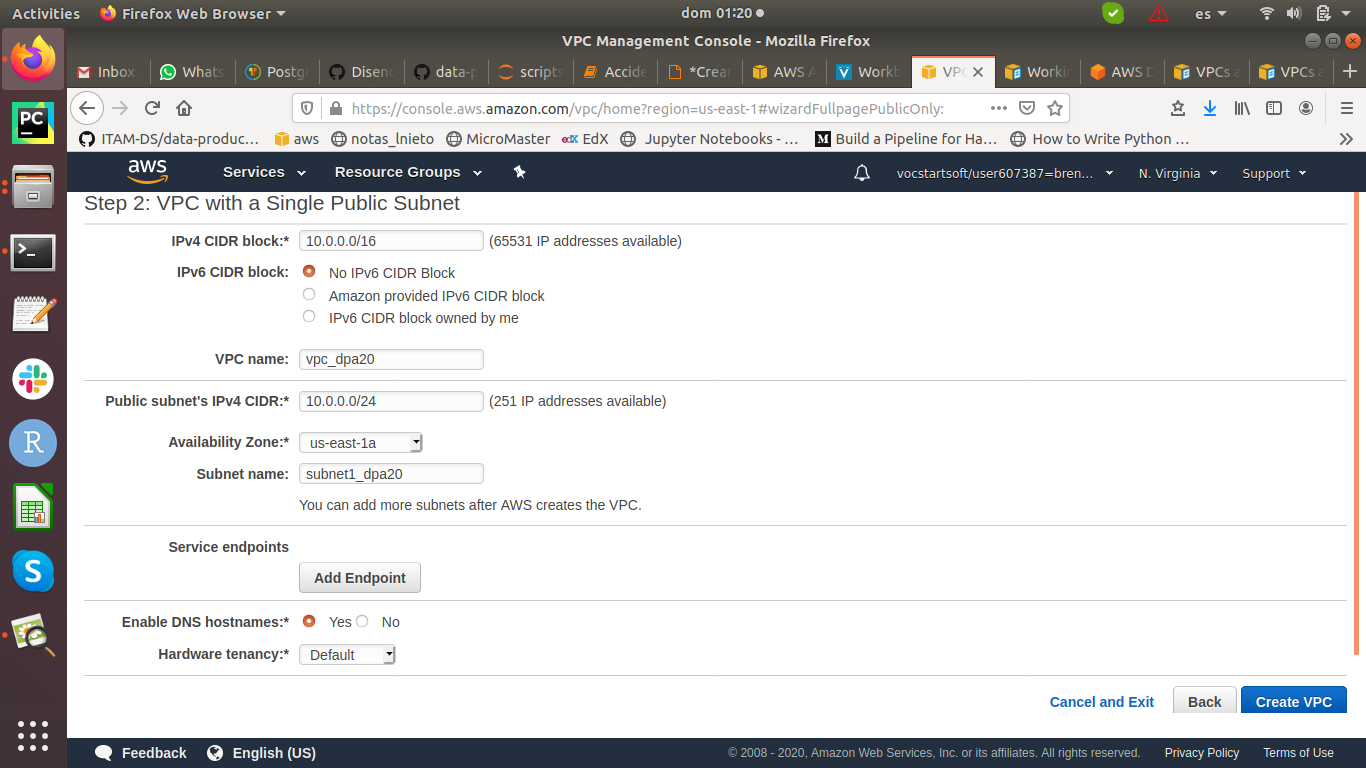 Activities Firefox Web Browser dom 01:20 es
VPC Management Console - Mozilla Firefox
Inbox Whats Postg Disen data-p scripts Accide *Crear AWS A Workb VPC Workin AWS D VPCs a VPCs a
https://console.aws.amazon.com/vpc/home?region=us-east-1#wizardFullpagePublicOnly:
ITAM-DS/data-produc… aws notas_lnieto MicroMaster edX EdX Jupyter Notebooks - … M Build a Pipeline for Ha… How to Write Python …
aws Services Resource Groups vocstartsoft/user607387=bren... N. Virginia Support
Step 2: VPC with a Single Public Subnet
IPv4 CIDR block:* 10.0.0.0/16 (65531 IP addresses available)
IPv6 CIDR block: No IPv6 CIDR Block
Amazon provided IPv6 CIDR block
IPv6 CIDR block owned by me
VPC name: vpc_dpa20
Public subnet's IPv4 CIDR:* 10.0.0.0/24 (251 IP addresses available)
Availability Zone:* us-east-1a
Subnet name: subnet1_dpa20
You can add more subnets after AWS creates the VPC.
Service endpoints
Add Endpoint
Enable DNS hostnames:* Yes No
Hardware tenancy:* Default
Cancel and Exit Back Create VPC
Feedback English (US) © 2008 - 2020, Amazon Web Services, Inc. or its affiliates. All rights reserved. Privacy Policy Terms of Use
PC
R
S